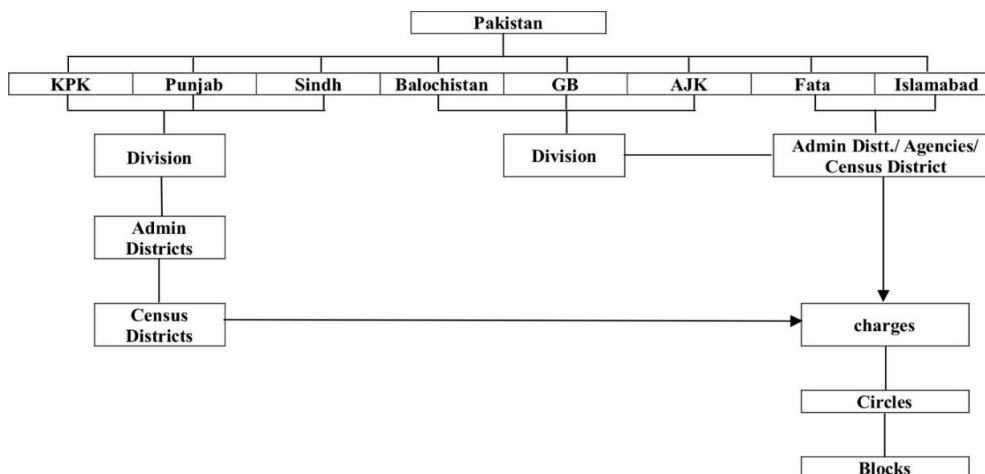 Pakistan
KPK
Punjab
Sindh
Balochistan
GB
AJK
Fata
Islamabad
Division
Division
Admin Distt./ Agencies/
Census District
Admin
Districts
Census
Districts
charges
Circles
Blocks